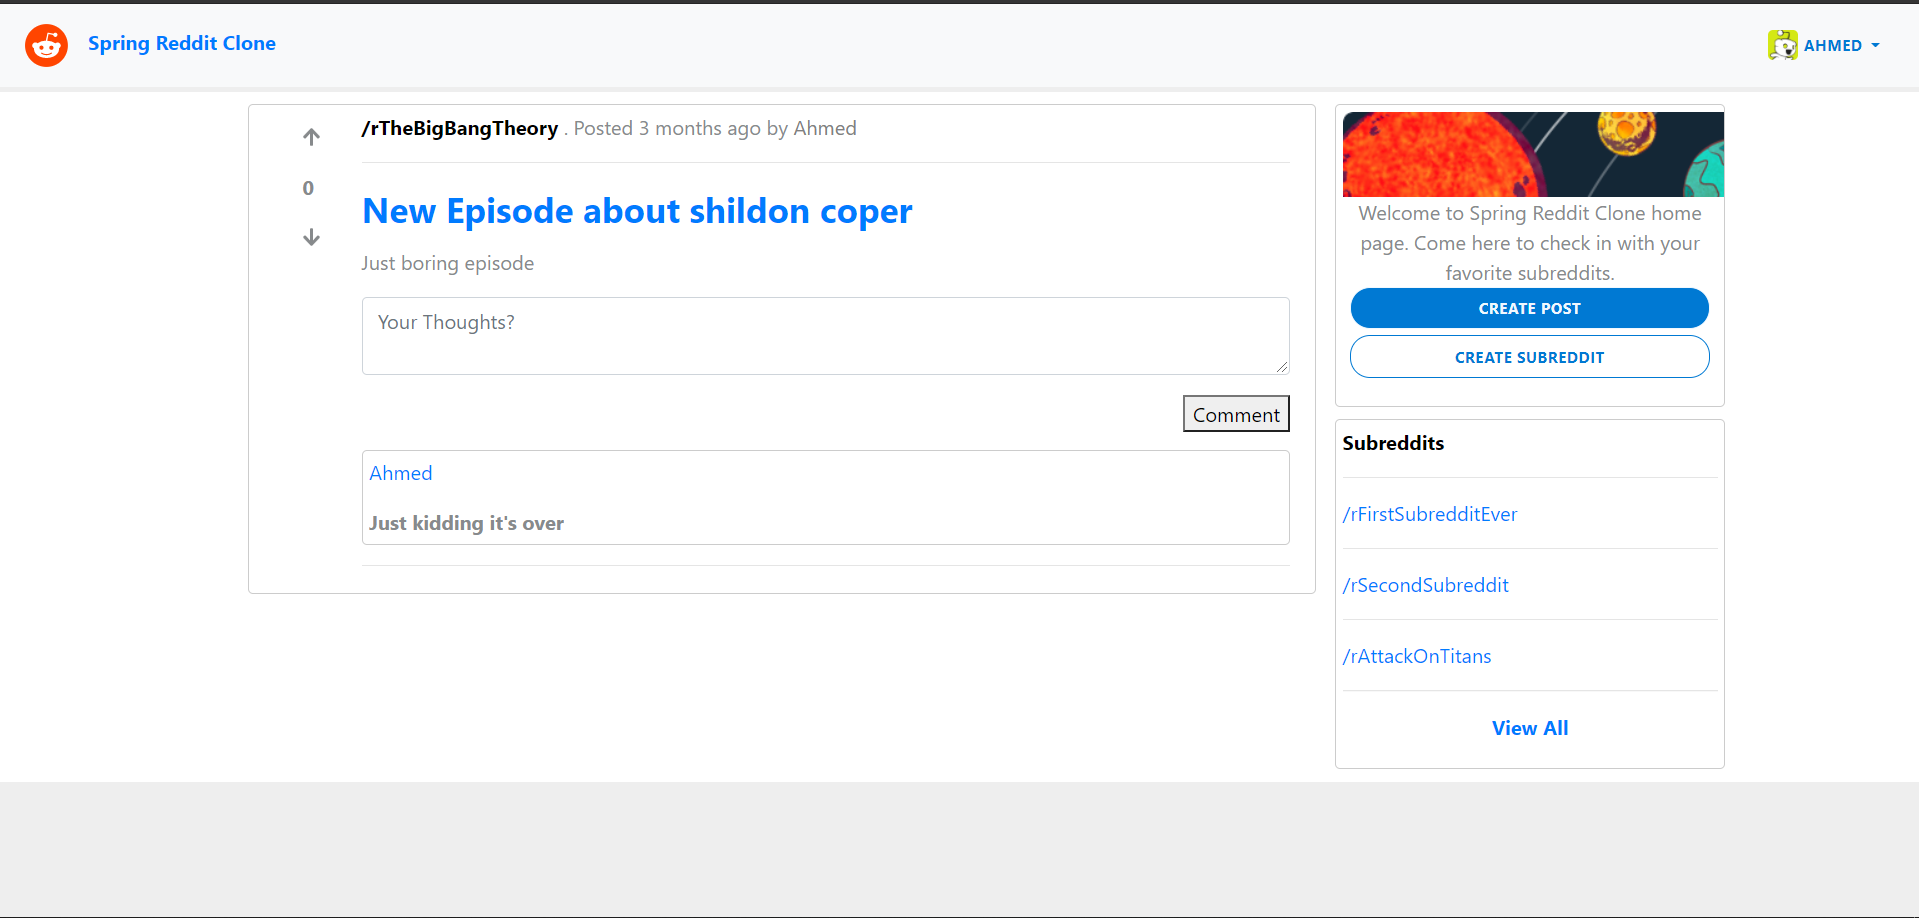 Spring Reddit Clone
AHMED
/rTheBigBangTheory . Posted 3 months ago by Ahmed
0
New Episode about shildon coper
Just boring episode
Your Thoughts?
Comment
Ahmed
Just kidding it's over
Welcome to Spring Reddit Clone home
page. Come here to check in with your
favorite subreddits.
CREATE POST
CREATE SUBREDDIT
Subreddits
/rFirstSubredditEver
/rSecondSubreddit
/rAttackOnTitans
View All